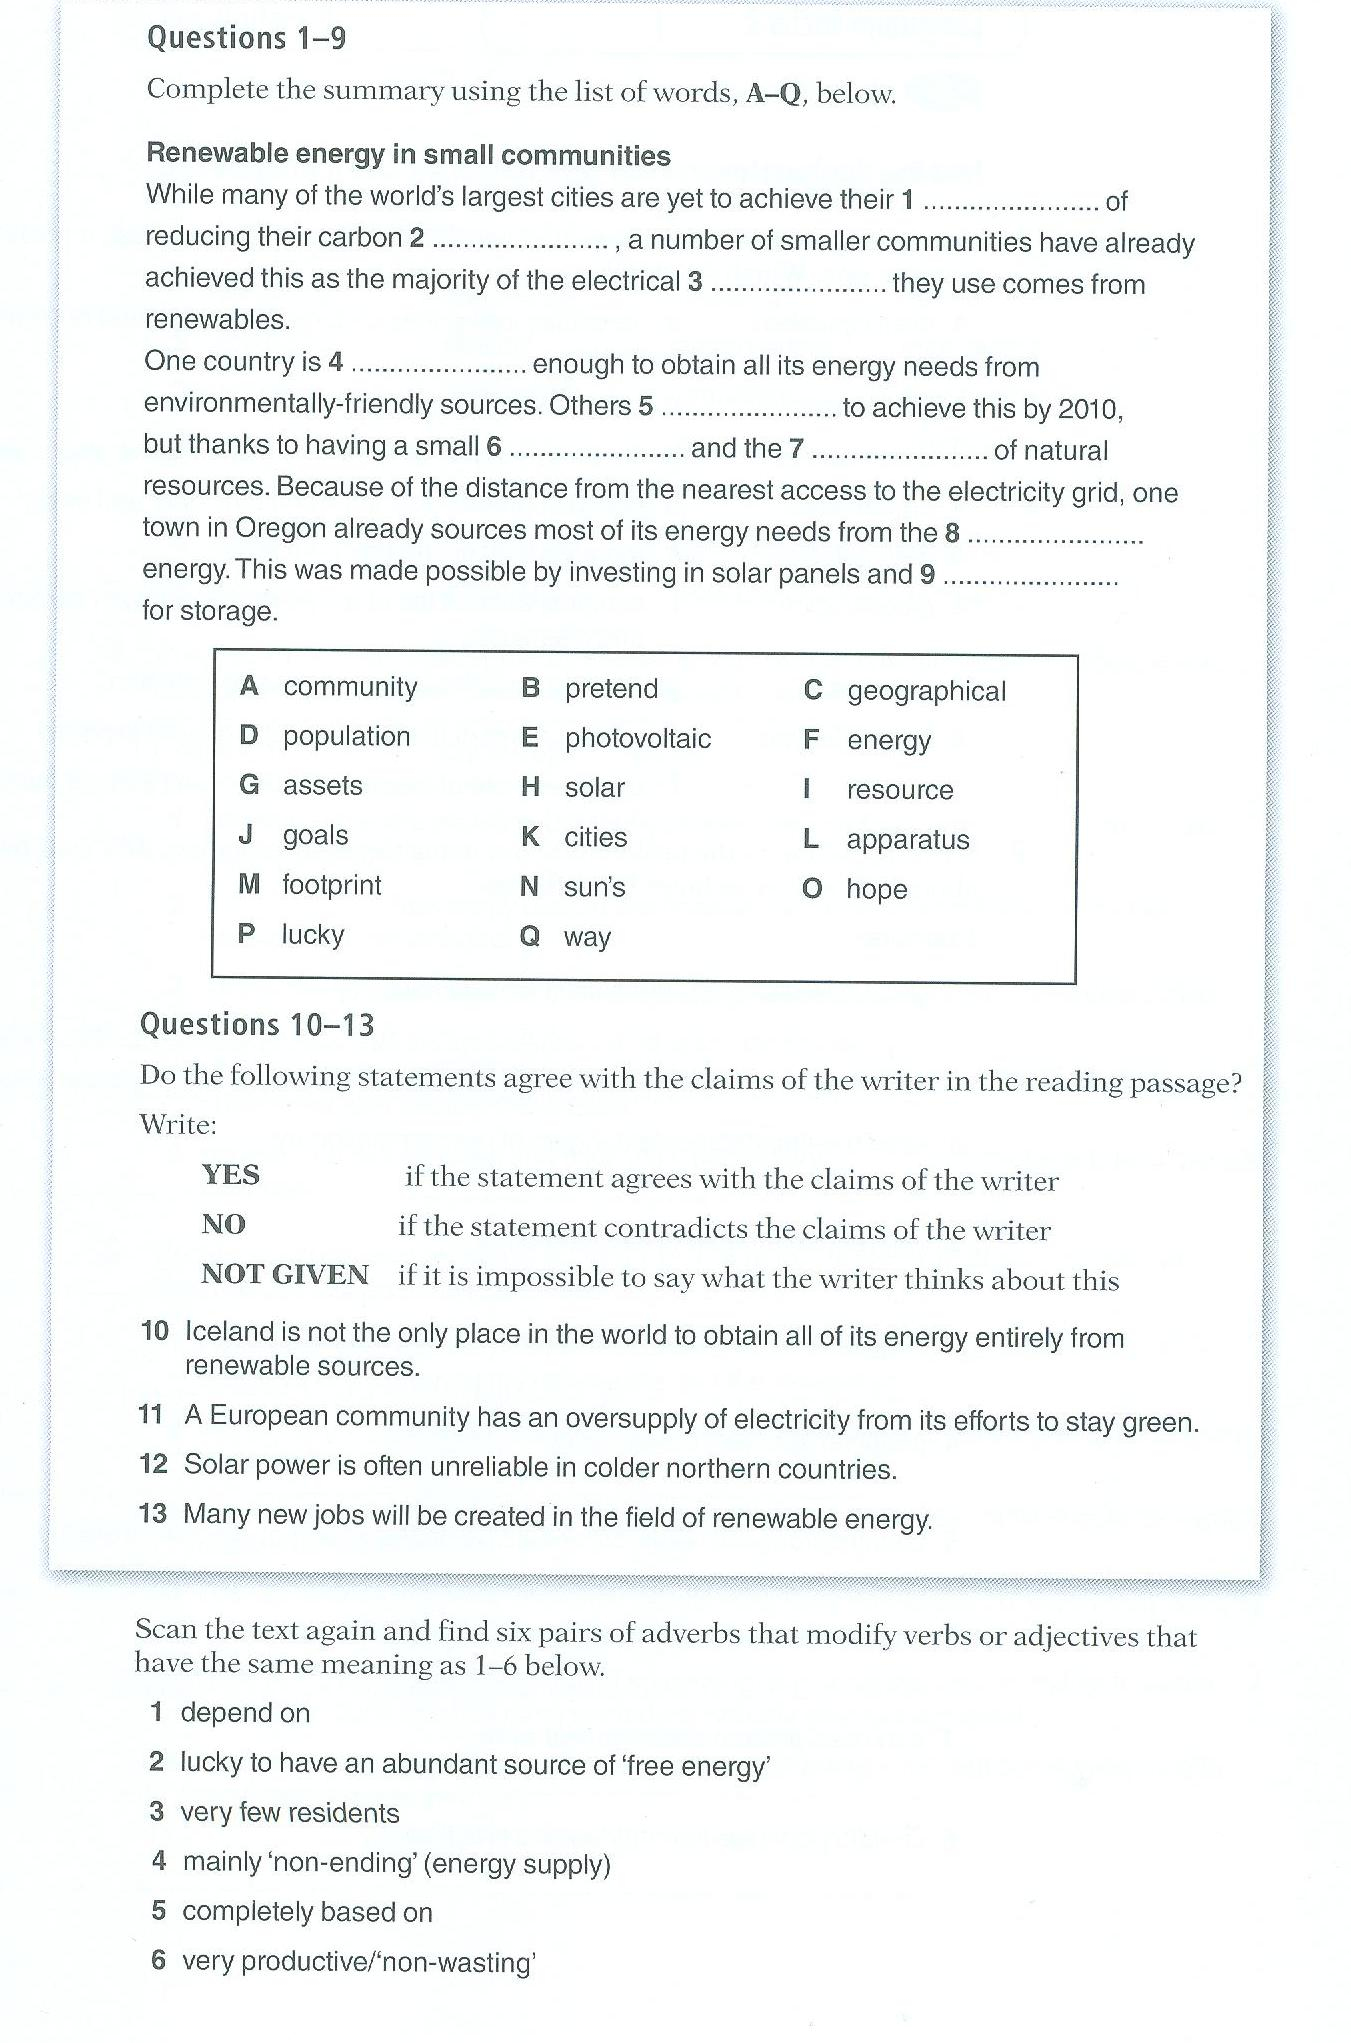 Questions 1–9
Complete the summary using the list of words, A–Q, below.
Renewable energy in small communities
While many of the world's largest cities are yet to achieve their 1 ....................... of
reducing their carbon 2 ....................... , a number of smaller communities have already
achieved this as the majority of the electrical 3 ....................... they use comes from
renewables.
One country is 4 ....................... enough to obtain all its energy needs from
environmentally-friendly sources. Others 5 ....................... to achieve this by 2010,
but thanks to having a small 6 ....................... and the 7 ....................... of natural
resources. Because of the distance from the nearest access to the electricity grid, one
town in Oregon already sources most of its energy needs from the 8 .......................
energy. This was made possible by investing in solar panels and 9 .......................
for storage.
A community B pretend C geographical
D population E photovoltaic F energy
G assets H solar I resource
J goals K cities L apparatus
M footprint N sun's O hope
P lucky Q way
Questions 10–13
Do the following statements agree with the claims of the writer in the reading passage?
Write:
YES if the statement agrees with the claims of the writer
NO if the statement contradicts the claims of the writer
NOT GIVEN if it is impossible to say what the writer thinks about this
10 Iceland is not the only place in the world to obtain all of its energy entirely from
renewable sources.
11 A European community has an oversupply of electricity from its efforts to stay green.
12 Solar power is often unreliable in colder northern countries.
13 Many new jobs will be created in the field of renewable energy.
Scan the text again and find six pairs of adverbs that modify verbs or adjectives that
have the same meaning as 1–6 below.
1 depend on
2 lucky to have an abundant source of 'free energy'
3 very few residents
4 mainly 'non-ending' (energy supply)
5 completely based on
6 very productive/'non-wasting'